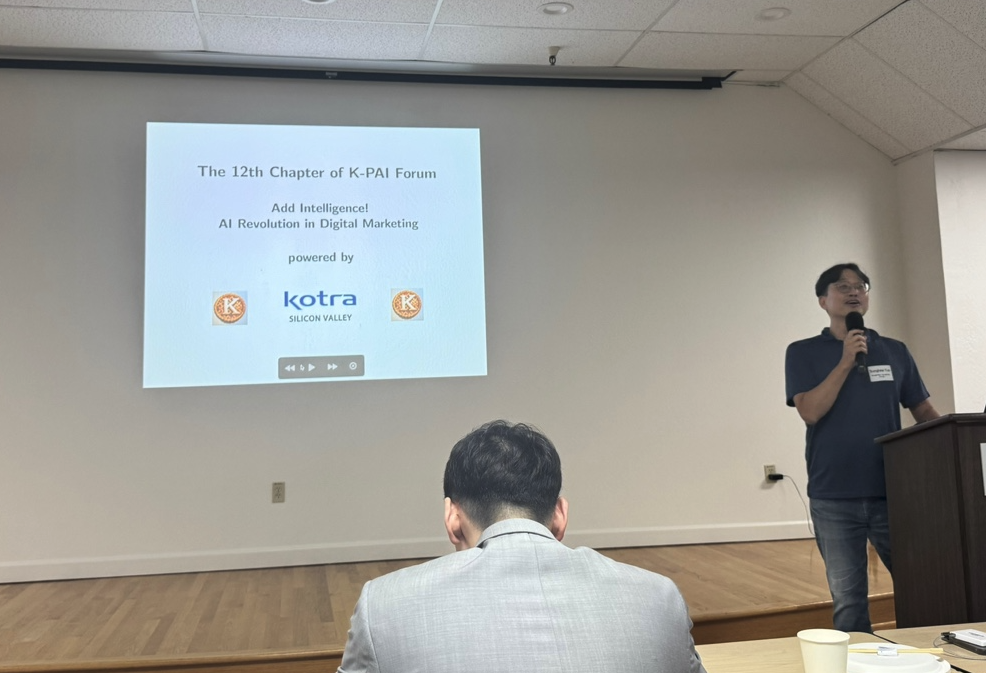 The 12th Chapter of K-PAI Forum
Add Intelligence!
AI Revolution in Digital Marketing
powered by
K
kotra
K
SILICON VALLEY